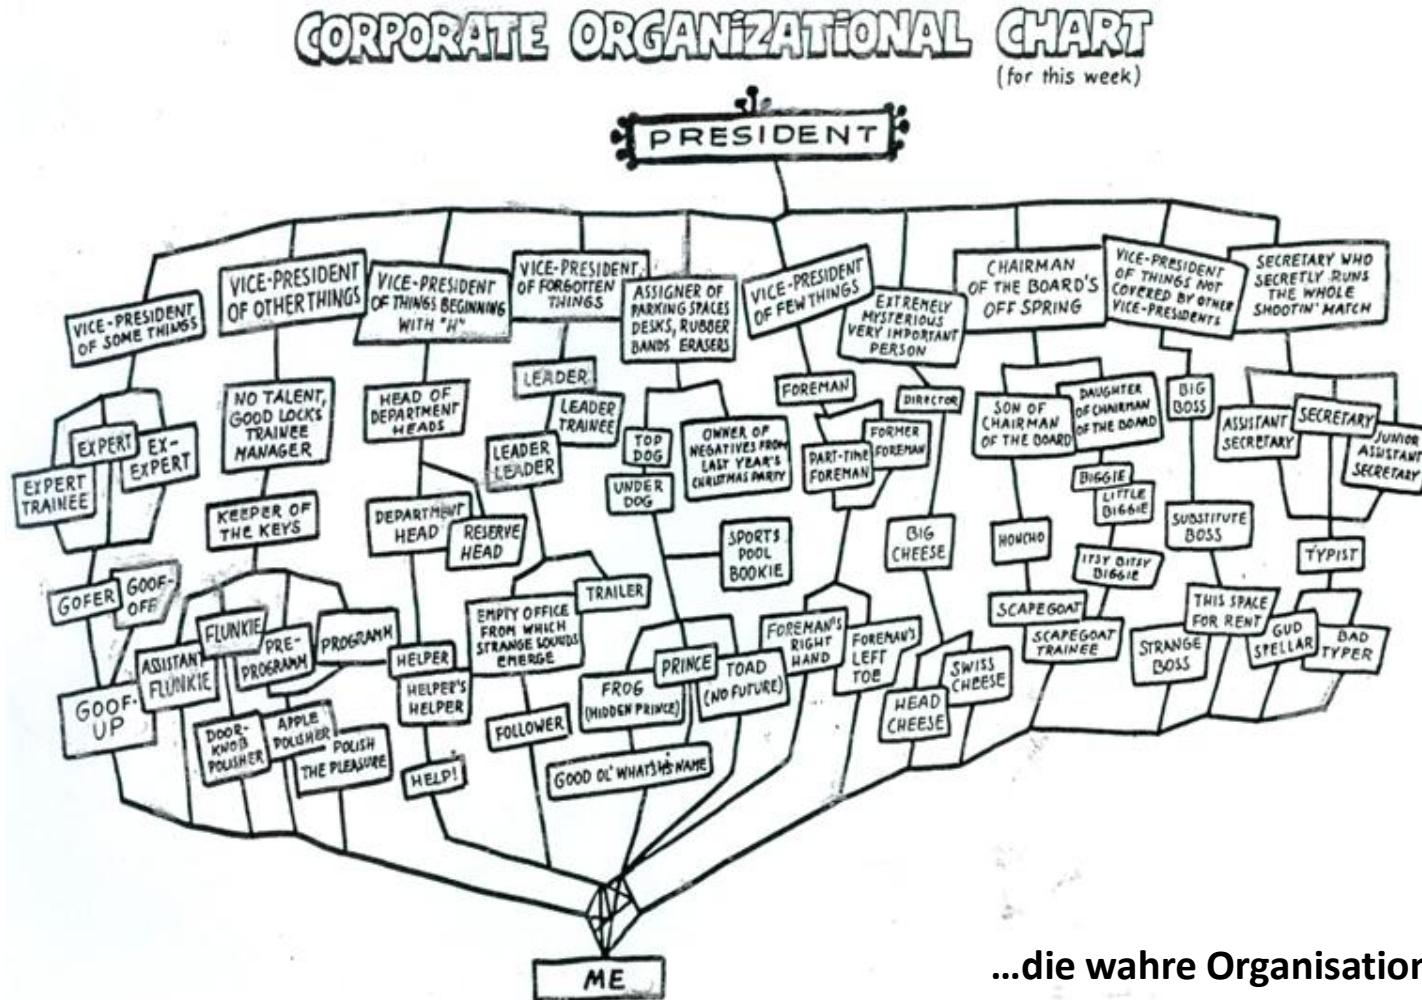 CORPORATE ORGANIZATIONAL CHART
(for this week)
PRESIDENT
VICE-PRESIDENT
OF SOME THINGS
VICE-PRESIDENT
OF OTHER THINGS
VICE-PRESIDENT
OF THINGS BEGINNING
WITH "H"
VICE-PRESIDENT
OF FORGOTTEN
THINGS
ASSIGNER OF
PARKING SPACES
DESKS, RUBBER
BANDS ERASERS
VICE-PRESIDENT
OF FEW THINGS
EXTREMELY
MYSTERIOUS
VERY IMPORTANT
PERSON
CHAIRMAN
OF THE BOARD'S
OFF SPRING
VICE-PRESIDENT
OF THINGS NOT
COVERED BY OTHER
VICE-PRESIDENTS
SECRETARY WHO
SECRETLY RUNS
THE WHOLE
SHOOTIN' MATCH
EXPERT
EX-
EXPERT
EXPERT
TRAINEE
NO TALENT,
GOOD LOCK'S
TRAINEE
MANAGER
HEAD OF
DEPARTMENT
HEADS
LEADER
LEADER
TRAINEE
LEADER
LEADER
TOP
DOG
UNDER
DOG
OWNER OF
NEGATIVES FROM
LAST YEAR'S
CHRISTMAS PARTY
FOREMAN
PART-TIME
FOREMAN
FORMER
FOREMAN
DIRECTOR
SON OF
CHAIRMAN
OF THE BOARD
DAUGHTER
OF CHAIRMAN
OF THE BOARD
BIG
BOSS
ASSISTANT
SECRETARY
SECRETARY
JUNIOR
ASSISTANT
SECRETARY
KEEPER OF
THE KEYS
DEPARTMENT
HEAD
RESERVE
HEAD
SPORTS
POOL
BOOKIE
BIG
CHEESE
HONCHO
BIGGIE
LITTLE
BIGGIE
ITSY BITSY
BIGGIE
SUBSTITUTE
BOSS
TYPIST
GOFER
GOOF-
OFF
GOOF-
UP
FLUNKIE
ASSISTANT
FLUNKIE
PRE-
PROGRAMM
PROGRAMM
DOOR-
KNOB
POLISHER
APPLE
POLISHER
POLISH
THE PLEASURE
HELPER
HELPER'S
HELPER
HELP!
EMPTY OFFICE
FROM WHICH
STRANGE SOUNDS
EMERGE
TRAILER
FOLLOWER
FROG
(HIDDEN PRINCE)
PRINCE
TOAD
(NO FUTURE)
GOOD OL' WHAT'S HIS NAME
FOREMAN'S
RIGHT
HAND
FOREMAN'S
LEFT
TOE
HEAD
CHEESE
SWISS
CHEESE
SCAPEGOAT
SCAPEGOAT
TRAINEE
STRANGE
BOSS
THIS SPACE
FOR RENT
GUD
SPELLAR
BAD
TYPER
ME
...die wahre Organisation